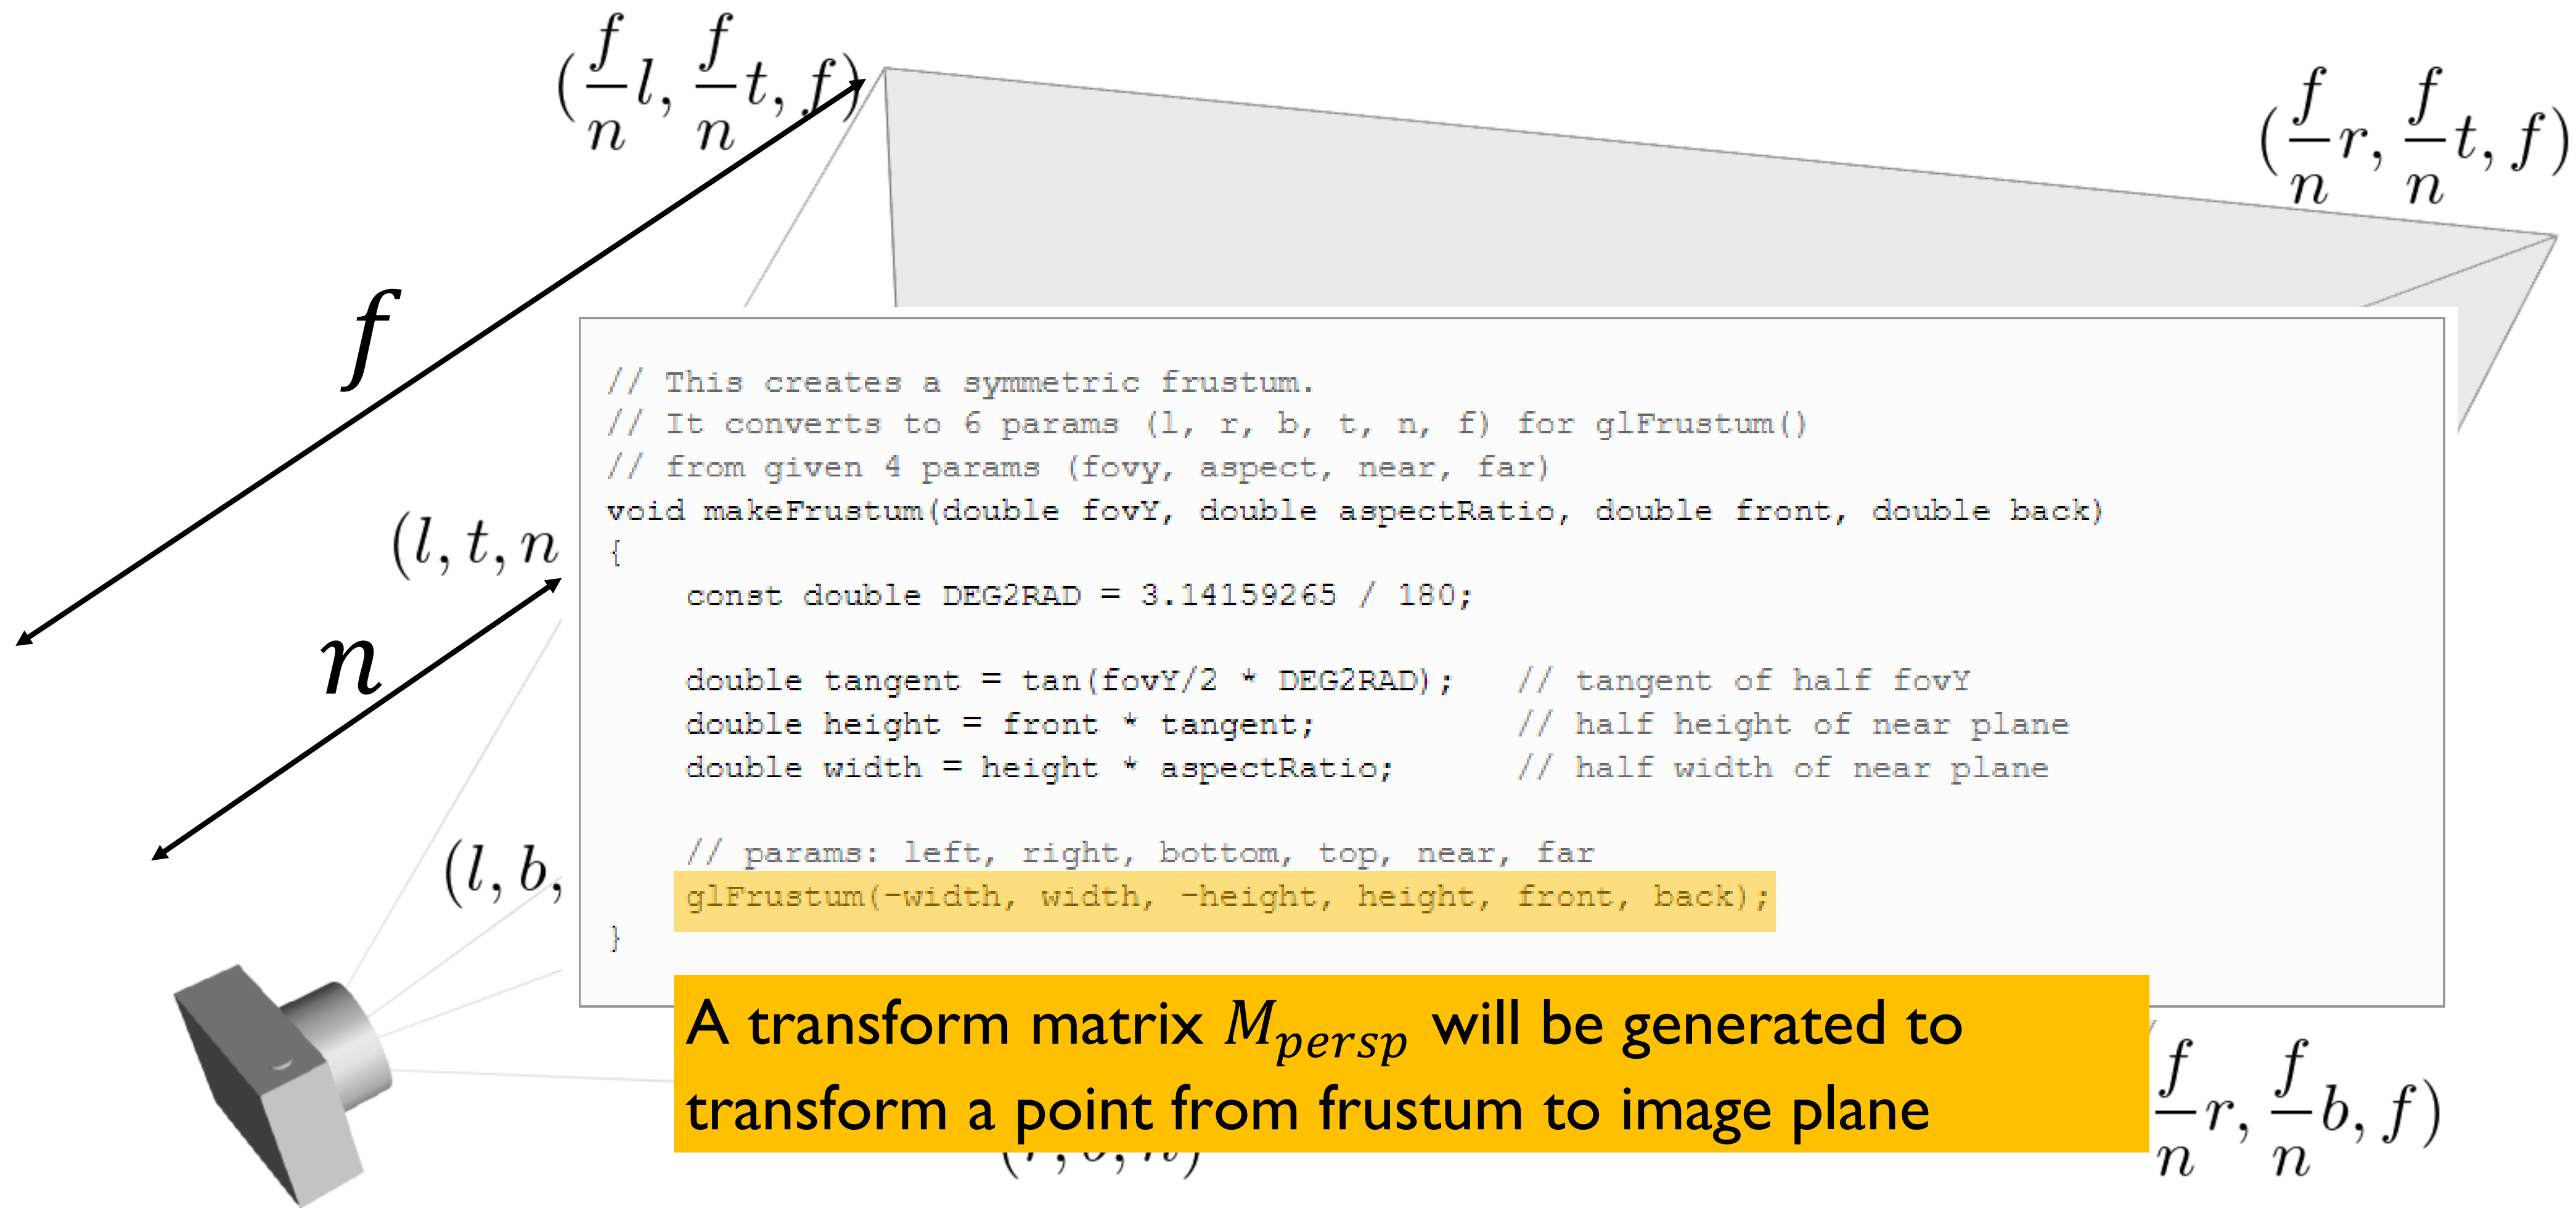 (f/n l, f/n t, f)
(f/n r, f/n t, f)
f
// This creates a symmetric frustum.
// It converts to 6 params (l, r, b, t, n, f) for glFrustum()
// from given 4 params (fovy, aspect, near, far)
void makeFrustum(double fovY, double aspectRatio, double front, double back)
(l, t, n
{
const double DEG2RAD = 3.14159265 / 180;
n
double tangent = tan(fovY/2 * DEG2RAD); // tangent of half fovY
double height = front * tangent; // half height of near plane
double width = height * aspectRatio; // half width of near plane
// params: left, right, bottom, top, near, far
(l, b,
glFrustum(-width, width, -height, height, front, back);
}
A transform matrix M_persp will be generated to
transform a point from frustum to image plane
f/n r, f/n b, f)